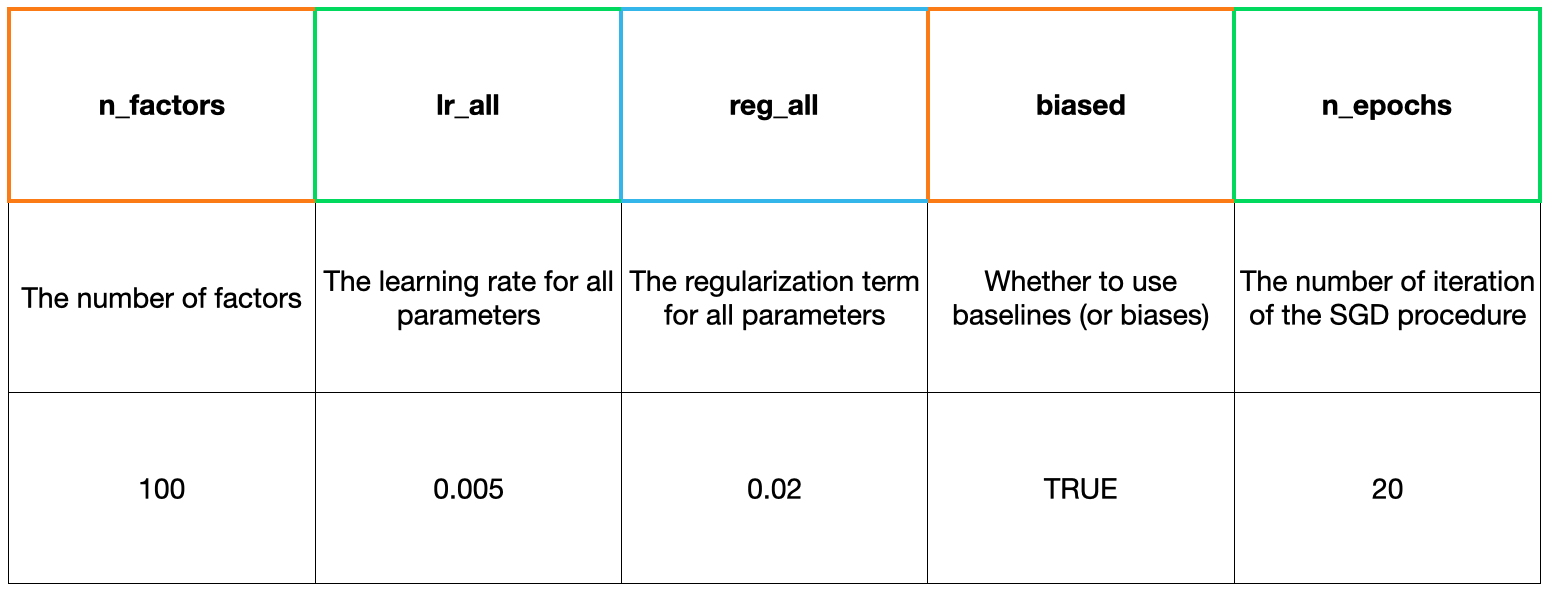 n_factors
lr_all
reg_all
biased
n_epochs
The number of factors
The learning rate for all
parameters
The regularization term
for all parameters
Whether to use
baselines (or biases)
The number of iteration
of the SGD procedure
100
0.005
0.02
TRUE
20